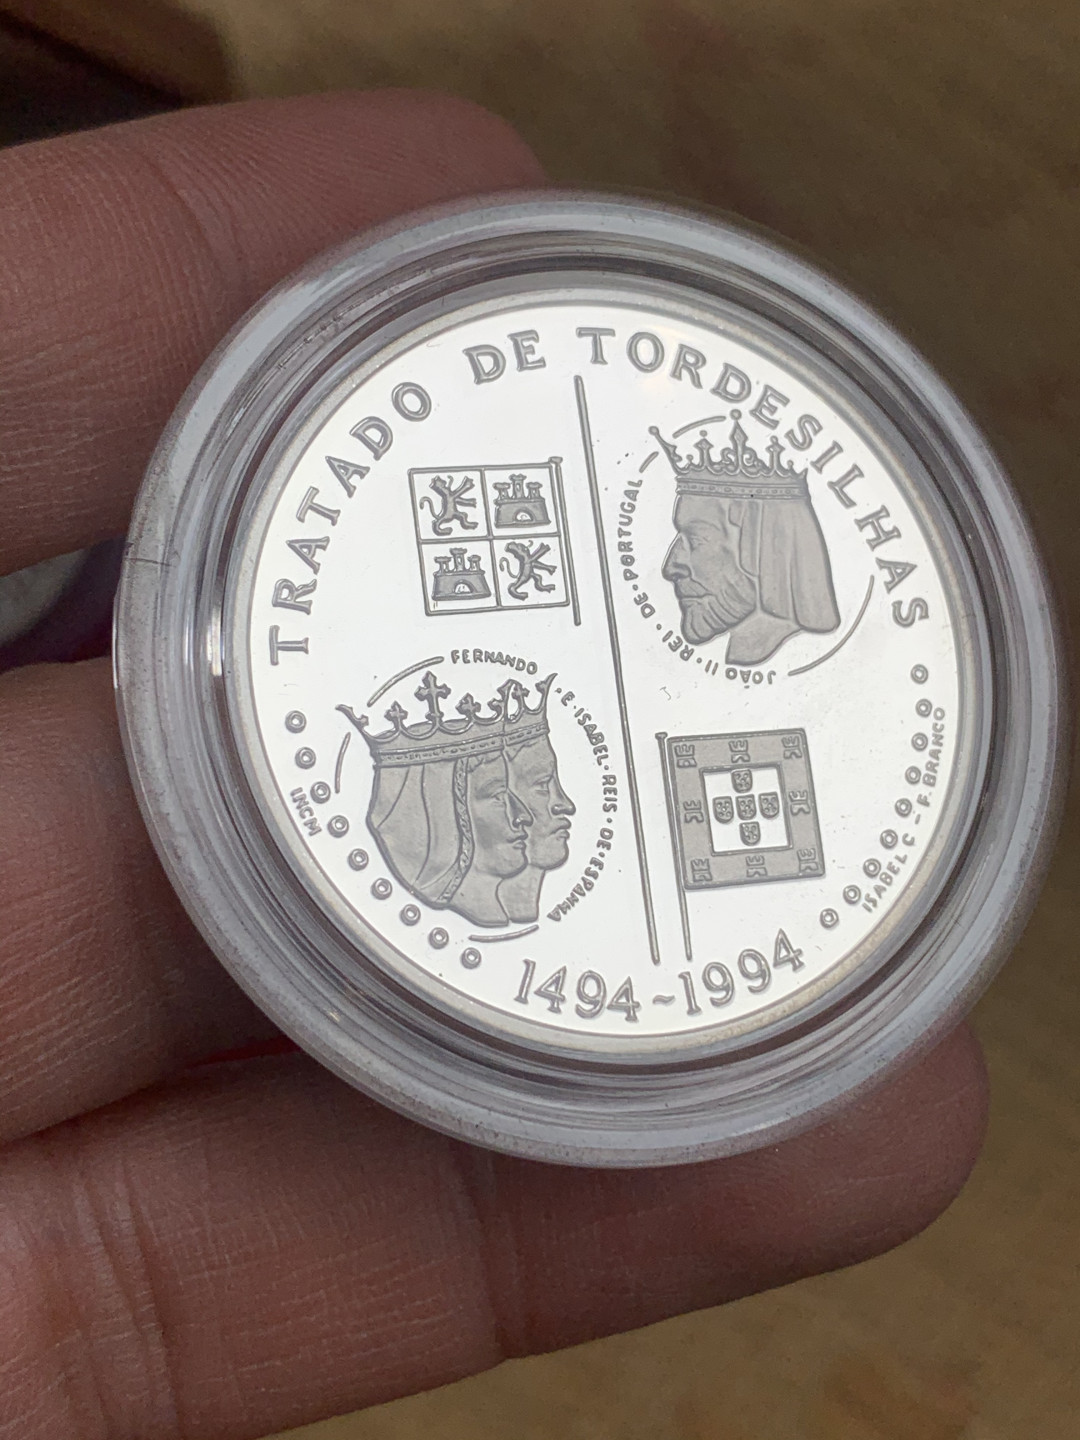 TRATADO DE TORDESILHAS
JOÃO II · REI · DE · PORTUGAL
FERNANDO · E · ISABEL · REIS · DE · ESPANHA
INCM
ISABEL C - F. BRANCO
1494~1994